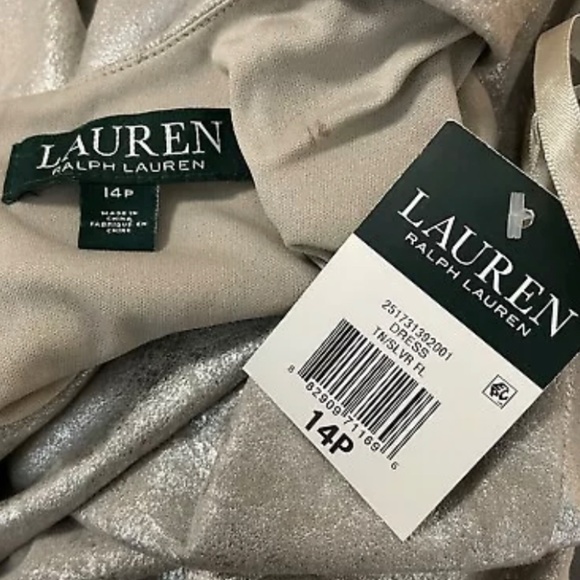 LAUREN
RALPH LAUREN
14P
MADE IN
CHINA
FABRIQUÉ EN
CHINE
LAUREN
RALPH LAUREN
251731392001
DRESS
TN/SLVR FL
8 82909 71169 6
14P